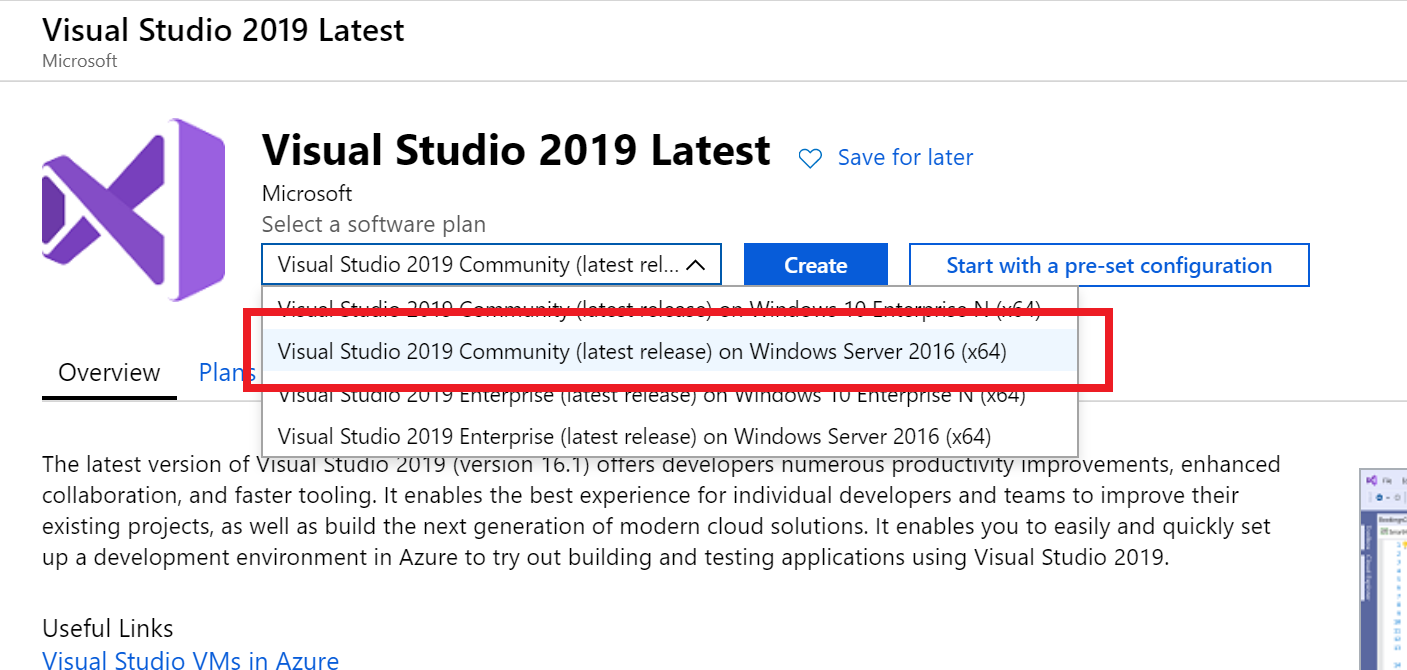 Visual Studio 2019 Latest
Microsoft
Visual Studio 2019 Latest
Save for later
Microsoft
Select a software plan
Visual Studio 2019 Community (latest rel...
Create
Start with a pre-set configuration
Visual Studio 2019 Community (latest release) on Windows 10 Enterprise N (x64)
Visual Studio 2019 Community (latest release) on Windows Server 2016 (x64)
Visual Studio 2019 Enterprise (latest release) on Windows 10 Enterprise N (x64)
Visual Studio 2019 Enterprise (latest release) on Windows Server 2016 (x64)
Overview
Plans
The latest version of Visual Studio 2019 (version 16.1) offers developers numerous productivity improvements, enhanced
collaboration, and faster tooling. It enables the best experience for individual developers and teams to improve their
existing projects, as well as build the next generation of modern cloud solutions. It enables you to easily and quickly set
up a development environment in Azure to try out building and testing applications using Visual Studio 2019.
Useful Links
Visual Studio VMs in Azure
File